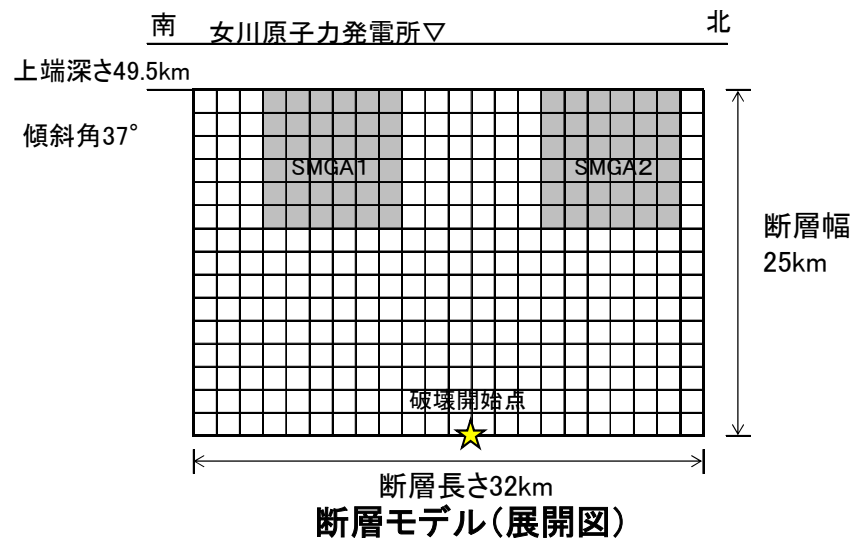 南 女川原子力発電所▽ 北
上端深さ49.5km
傾斜角37°
SMGA1 SMGA2
断層幅
25km
破壊開始点
断層長さ32km
断層モデル(展開図)